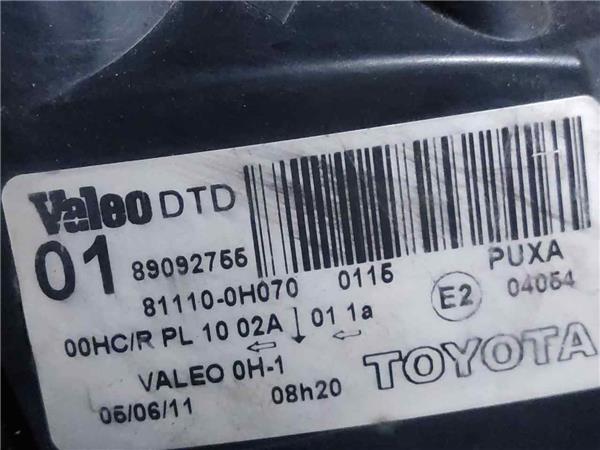 Valeo DTD
01 89092755
81110-0H070 0115 PUXA
00HC/R PL 10 02A ↓ 01 1a E2 04054
← ←
VALEO 0H-1 TOYOTA
05/06/11 08h20